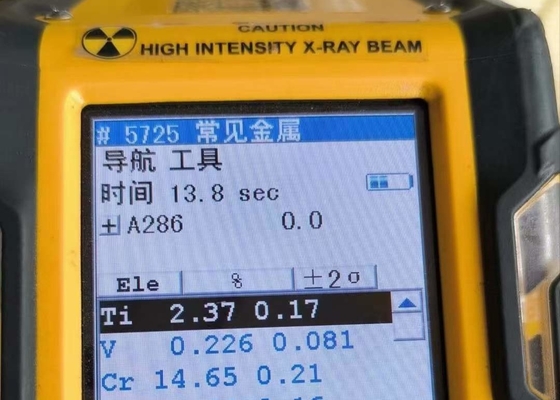 CAUTION
HIGH INTENSITY X-RAY BEAM
# 5725 常见金属
导航 工具
时间 13.8 sec
+ A286 0.0
Ele % ±2σ
Ti 2.37 0.17
V 0.226 0.081
Cr 14.65 0.21